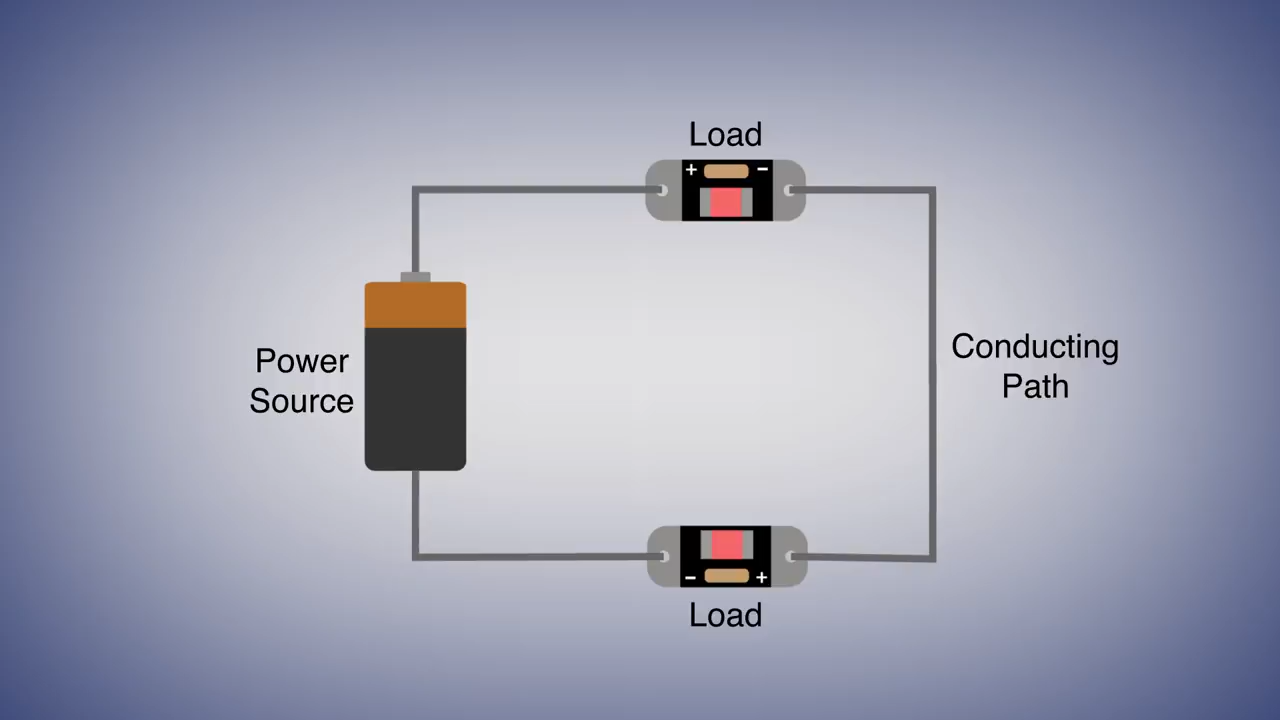 Load
+ −
Power
Source
Conducting
Path
− +
Load